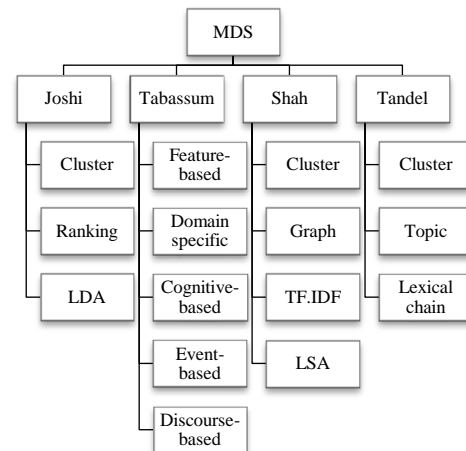 MDS
Joshi
Tabassum
Shah
Tandel
Cluster
Ranking
LDA
Feature-
based
Domain
specific
Cognitive-
based
Event-
based
Discourse-
based
Cluster
Graph
TF.IDF
LSA
Cluster
Topic
Lexical
chain